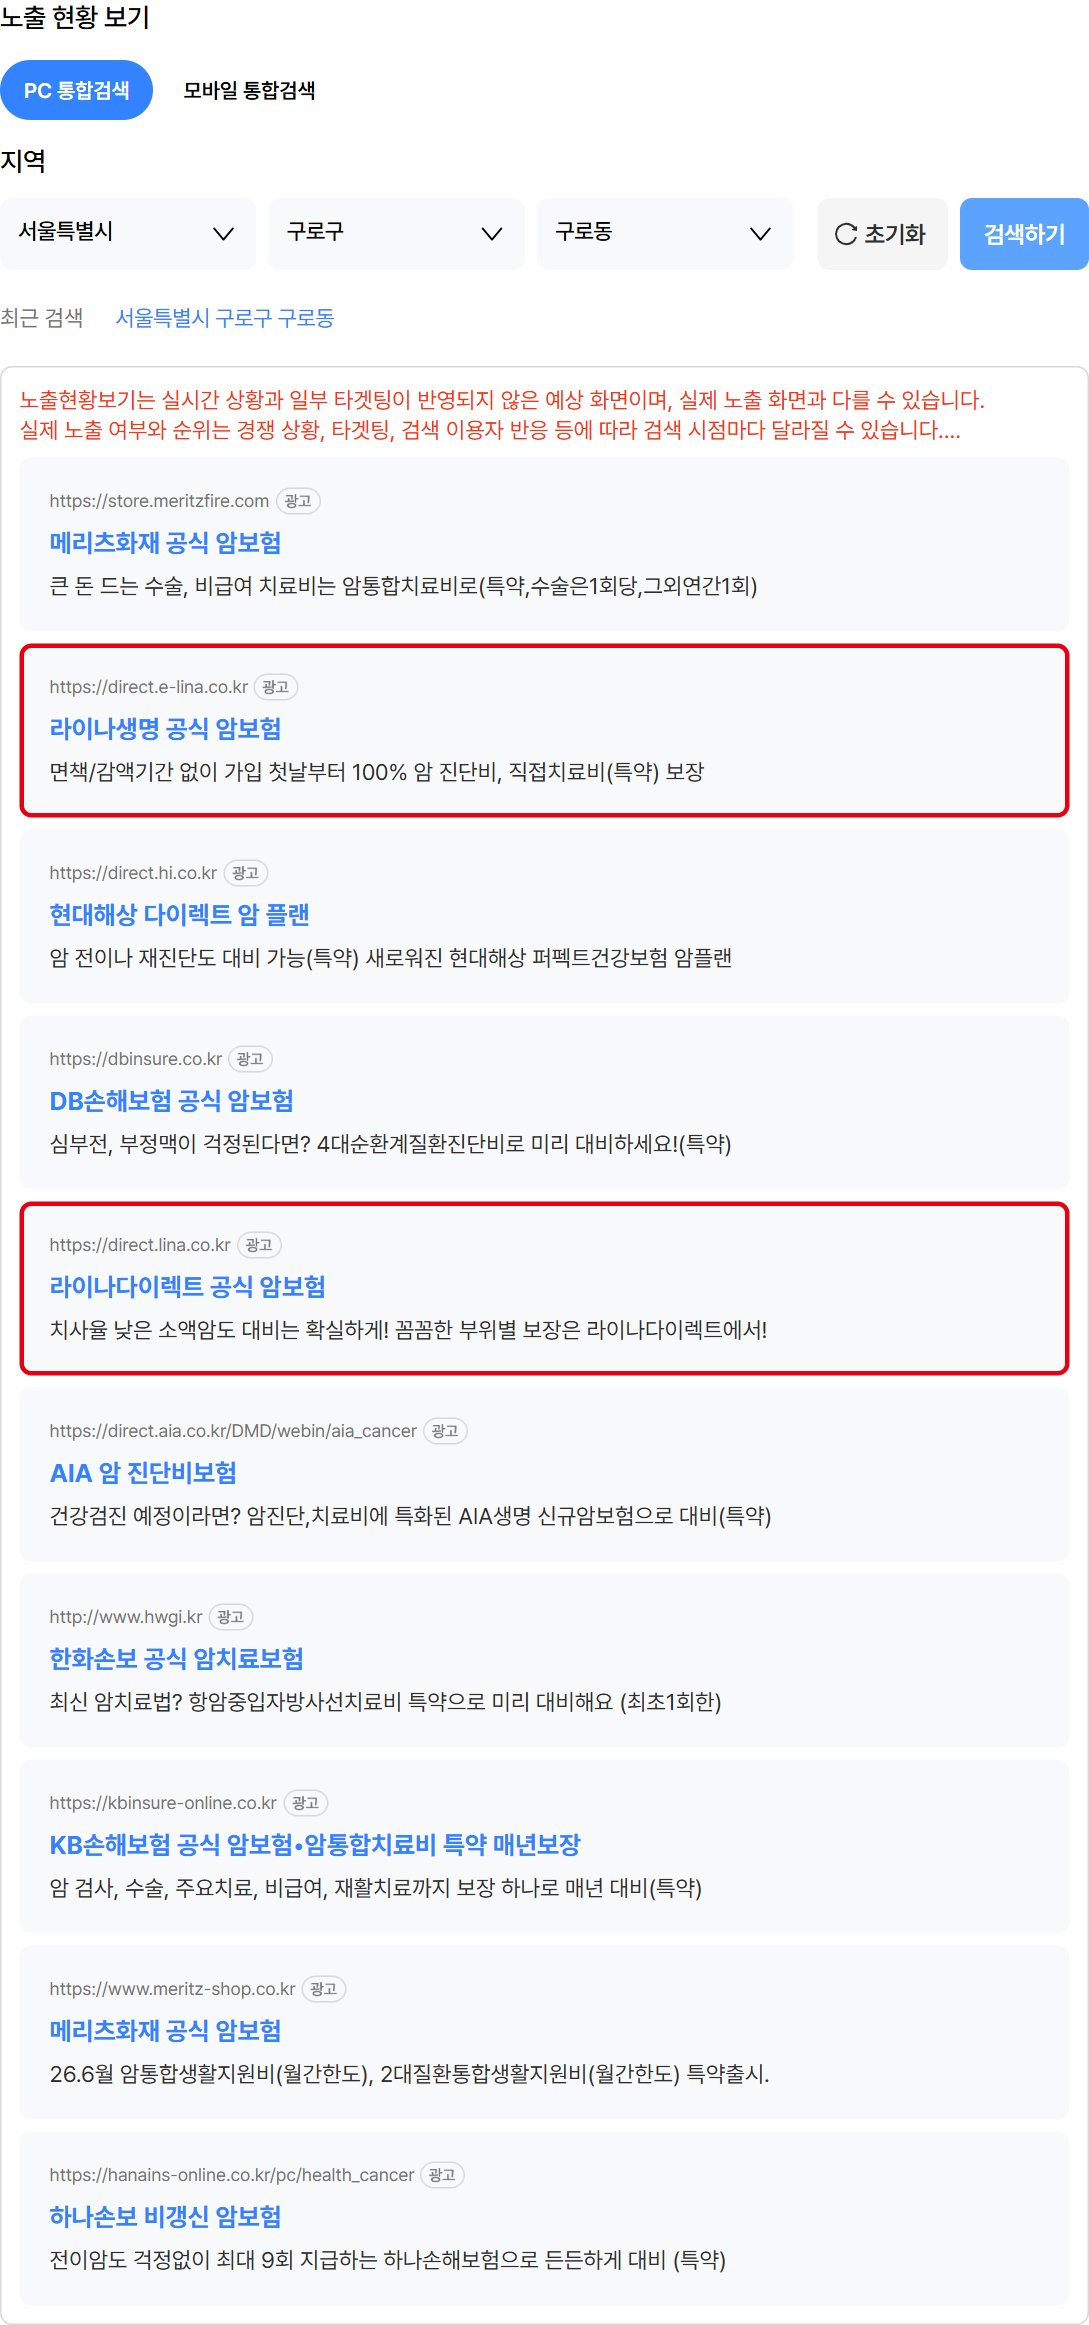 노출 현황 보기
PC 통합검색 모바일 통합검색
지역
서울특별시 구로구 구로동 초기화 검색하기
최근 검색 서울특별시 구로구 구로동
노출현황보기는 실시간 상황과 일부 타겟팅이 반영되지 않은 예상 화면이며, 실제 노출 화면과 다를 수 있습니다.
실제 노출 여부와 순위는 경쟁 상황, 타겟팅, 검색 이용자 반응 등에 따라 검색 시점마다 달라질 수 있습니다....
https://store.meritzfire.com 광고
메리츠화재 공식 암보험
큰 돈 드는 수술, 비급여 치료비는 암통합치료비로(특약,수술은1회당,그외연간1회)
https://direct.e-lina.co.kr 광고
라이나생명 공식 암보험
면책/감액기간 없이 가입 첫날부터 100% 암 진단비, 직접치료비(특약) 보장
https://direct.hi.co.kr 광고
현대해상 다이렉트 암 플랜
암 전이나 재진단도 대비 가능(특약) 새로워진 현대해상 퍼펙트건강보험 암플랜
https://dbinsure.co.kr 광고
DB손해보험 공식 암보험
심부전, 부정맥이 걱정된다면? 4대순환계질환진단비로 미리 대비하세요!(특약)
https://direct.lina.co.kr 광고
라이나다이렉트 공식 암보험
치사율 낮은 소액암도 대비는 확실하게! 꼼꼼한 부위별 보장은 라이나다이렉트에서!
https://direct.aia.co.kr/DMD/webin/aia_cancer 광고
AIA 암 진단비보험
건강검진 예정이라면? 암진단,치료비에 특화된 AIA생명 신규암보험으로 대비(특약)
http://www.hwgi.kr 광고
한화손보 공식 암치료보험
최신 암치료법? 항암중입자방사선치료비 특약으로 미리 대비해요 (최초1회한)
https://kbinsure-online.co.kr 광고
KB손해보험 공식 암보험•암통합치료비 특약 매년보장
암 검사, 수술, 주요치료, 비급여, 재활치료까지 보장 하나로 매년 대비(특약)
https://www.meritz-shop.co.kr 광고
메리츠화재 공식 암보험
26.6월 암통합생활지원비(월간한도), 2대질환통합생활지원비(월간한도) 특약출시.
https://hanains-online.co.kr/pc/health_cancer 광고
하나손보 비갱신 암보험
전이암도 걱정없이 최대 9회 지급하는 하나손해보험으로 든든하게 대비 (특약)